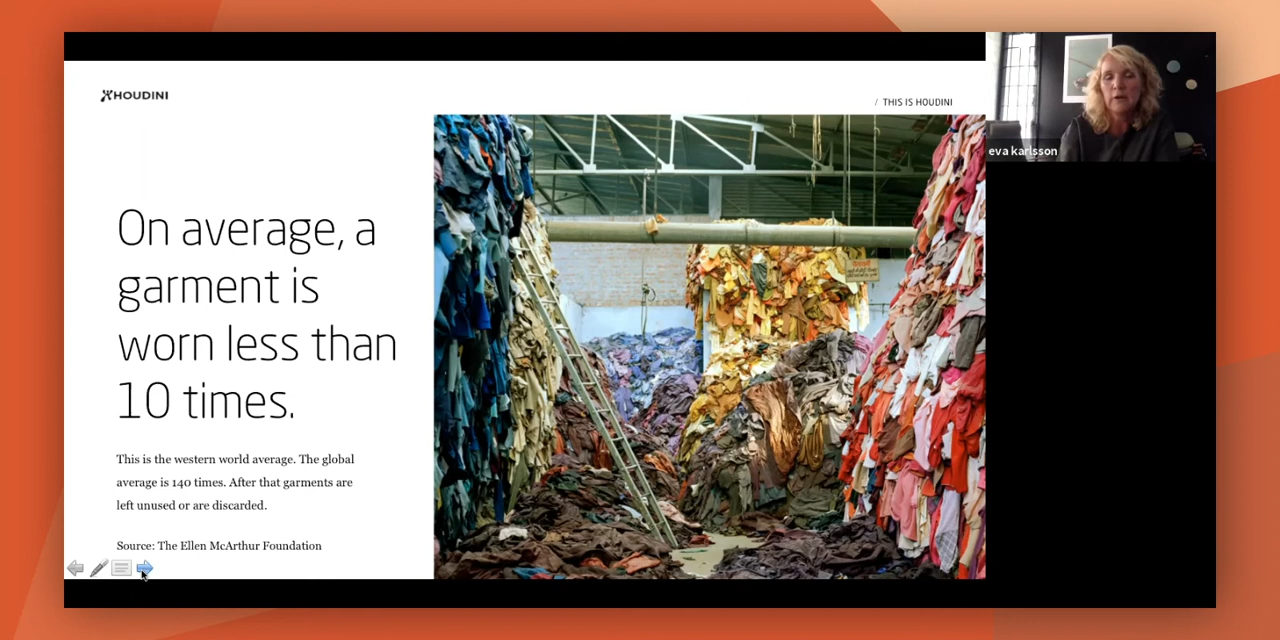 HOUDINI
/ THIS IS HOUDINI
On average, a
garment is
worn less than
10 times.
This is the western world average. The global
average is 140 times. After that garments are
left unused or are discarded.
Source: The Ellen McArthur Foundation
eva karlsson